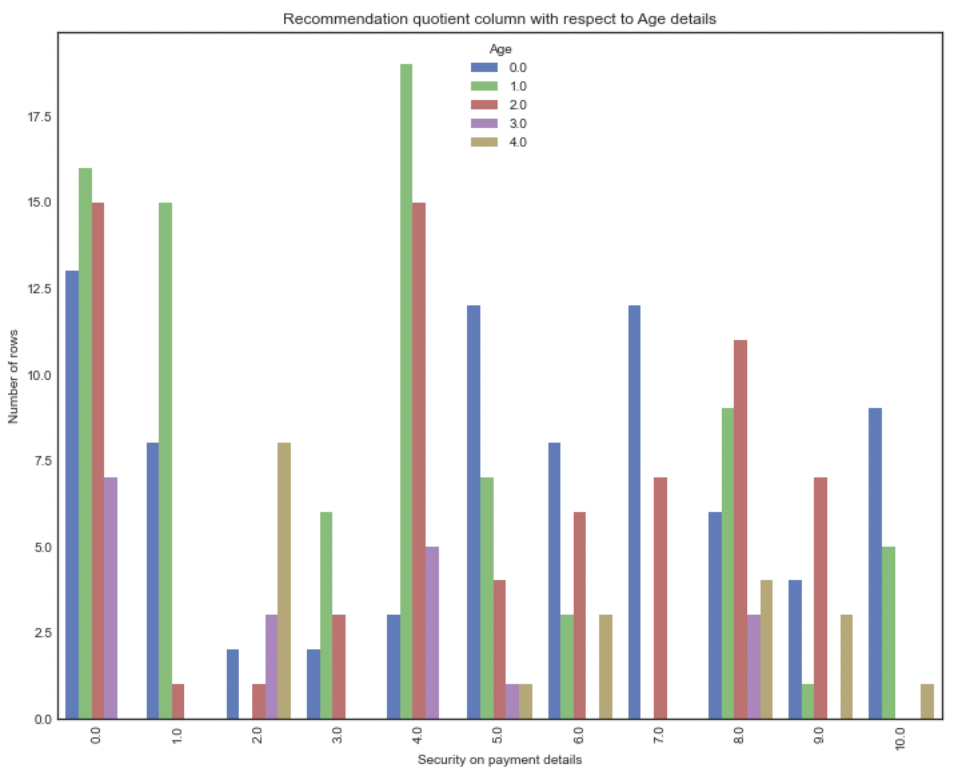 Recommendation quotient column with respect to Age details
Age
0.0
1.0
2.0
3.0
4.0
17.5
15.0
12.5
10.0
7.5
5.0
2.5
0.0
Number of rows
0.0 1.0 2.0 3.0 4.0 5.0 6.0 7.0 8.0 9.0 10.0
Security on payment details